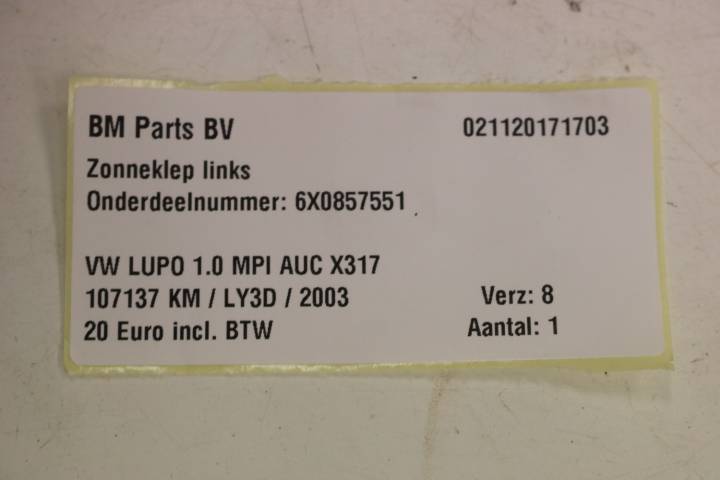 BM Parts BV 021120171703
Zonneklep links
Onderdeelnummer: 6X0857551
VW LUPO 1.0 MPI AUC X317
107137 KM / LY3D / 2003 Verz: 8
20 Euro incl. BTW Aantal: 1